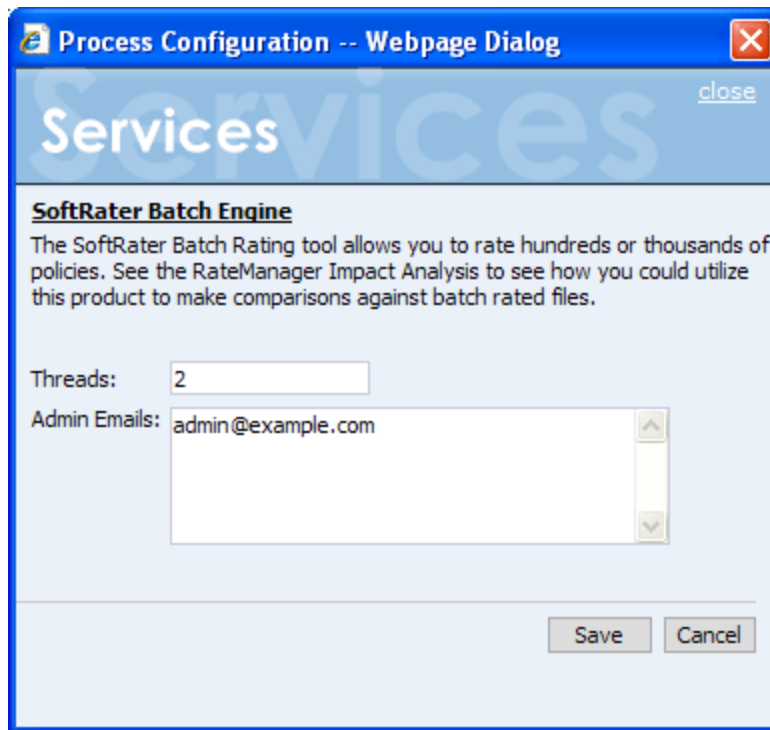 Process Configuration -- Webpage Dialog
Services
close
Services
SoftRater Batch Engine
The SoftRater Batch Rating tool allows you to rate hundreds or thousands of
policies. See the RateManager Impact Analysis to see how you could utilize
this product to make comparisons against batch rated files.
Threads: 2
Admin Emails: admin@example.com
Save Cancel